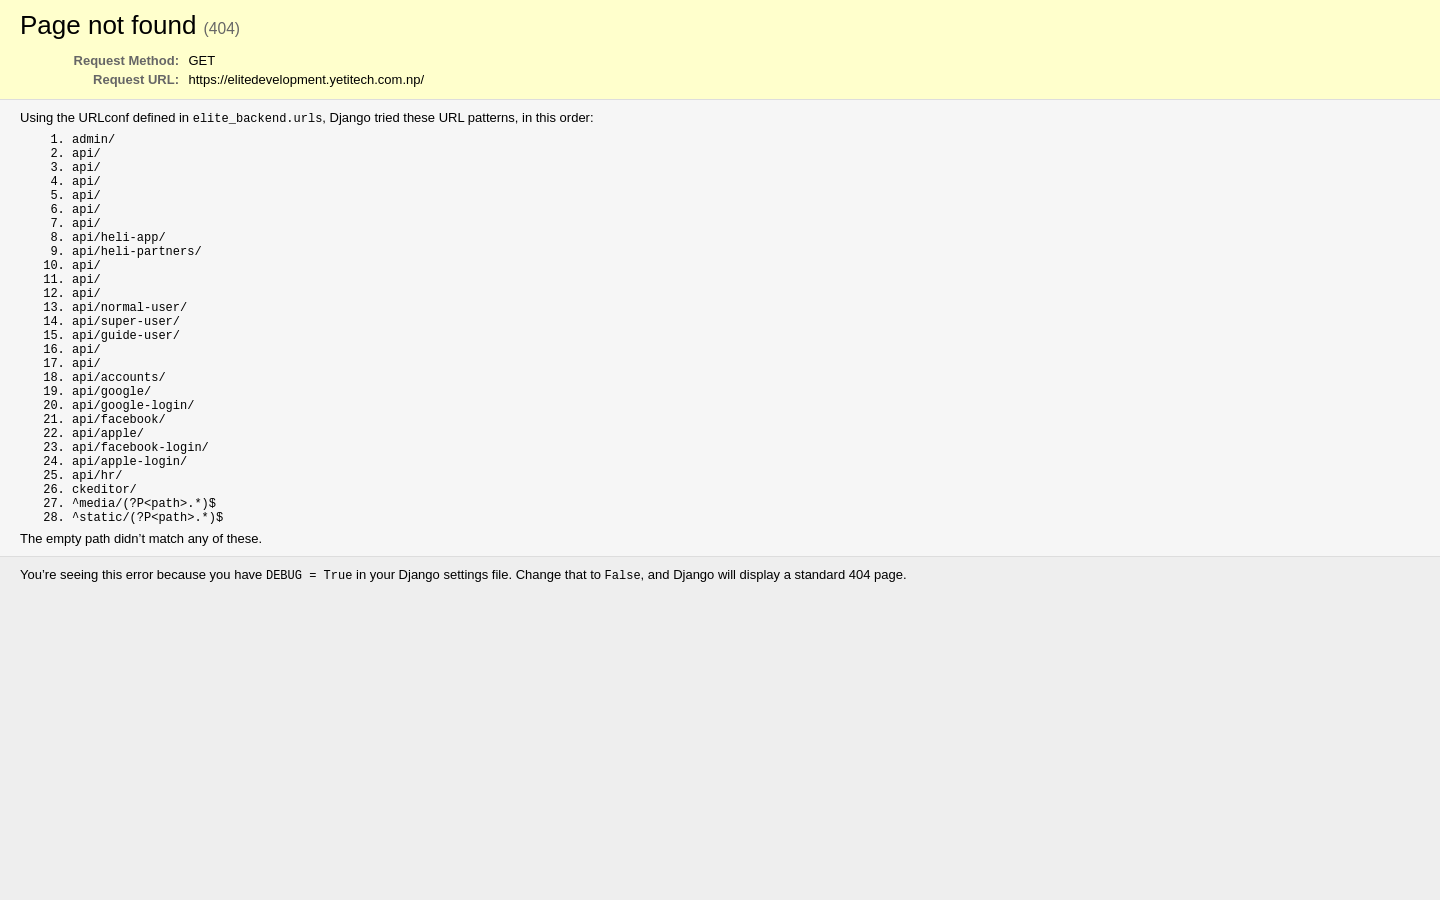 Page not found (404)
Request Method: GET
Request URL: https://elitedevelopment.yetitech.com.np/
Using the URLconf defined in elite_backend.urls, Django tried these URL patterns, in this order:
1. admin/
2. api/
3. api/
4. api/
5. api/
6. api/
7. api/
8. api/heli-app/
9. api/heli-partners/
10. api/
11. api/
12. api/
13. api/normal-user/
14. api/super-user/
15. api/guide-user/
16. api/
17. api/
18. api/accounts/
19. api/google/
20. api/google-login/
21. api/facebook/
22. api/apple/
23. api/facebook-login/
24. api/apple-login/
25. api/hr/
26. ckeditor/
27. ^media/(?P<path>.*)$
28. ^static/(?P<path>.*)$
The empty path didn’t match any of these.
You’re seeing this error because you have DEBUG = True in your Django settings file. Change that to False, and Django will display a standard 404 page.